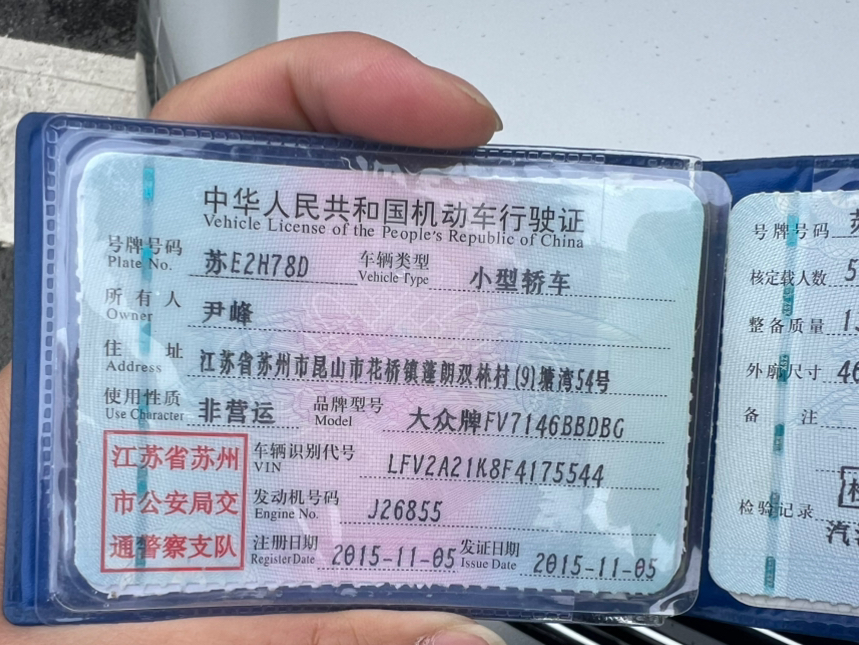 中华人民共和国机动车行驶证
Vehicle License of the People's Republic of China
号牌号码 苏E2H78D 车辆类型 小型轿车
Plate No. Vehicle Type
所有人 尹峰
Owner
住址 江苏省苏州市昆山市花桥镇蓬朗双林村(9)塘湾54号
Address
使用性质 非营运 品牌型号 大众牌FV7146BBDBG
Use Character Model
江苏省苏州
市公安局交
通警察支队
车辆识别代号 LFV2A21K8F4175544
VIN
发动机号码 J26855
Engine No.
注册日期 2015-11-05 发证日期 2015-11-05
Register Date Issue Date
号牌号码 苏
核定载人数 5
整备质量
外廓尺寸 46
备注
检验记录